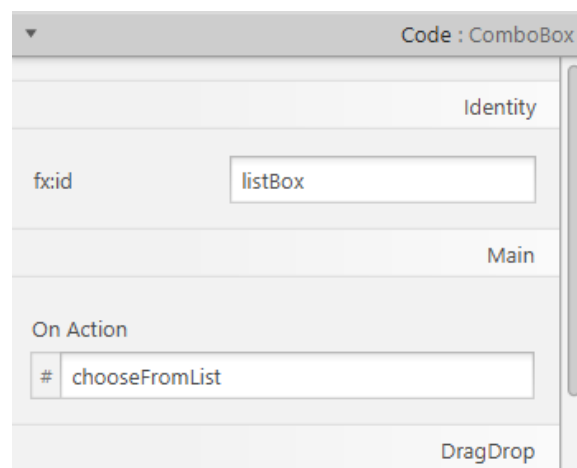 Code : ComboBox
Identity
fx:id listBox
Main
On Action
# chooseFromList
DragDrop